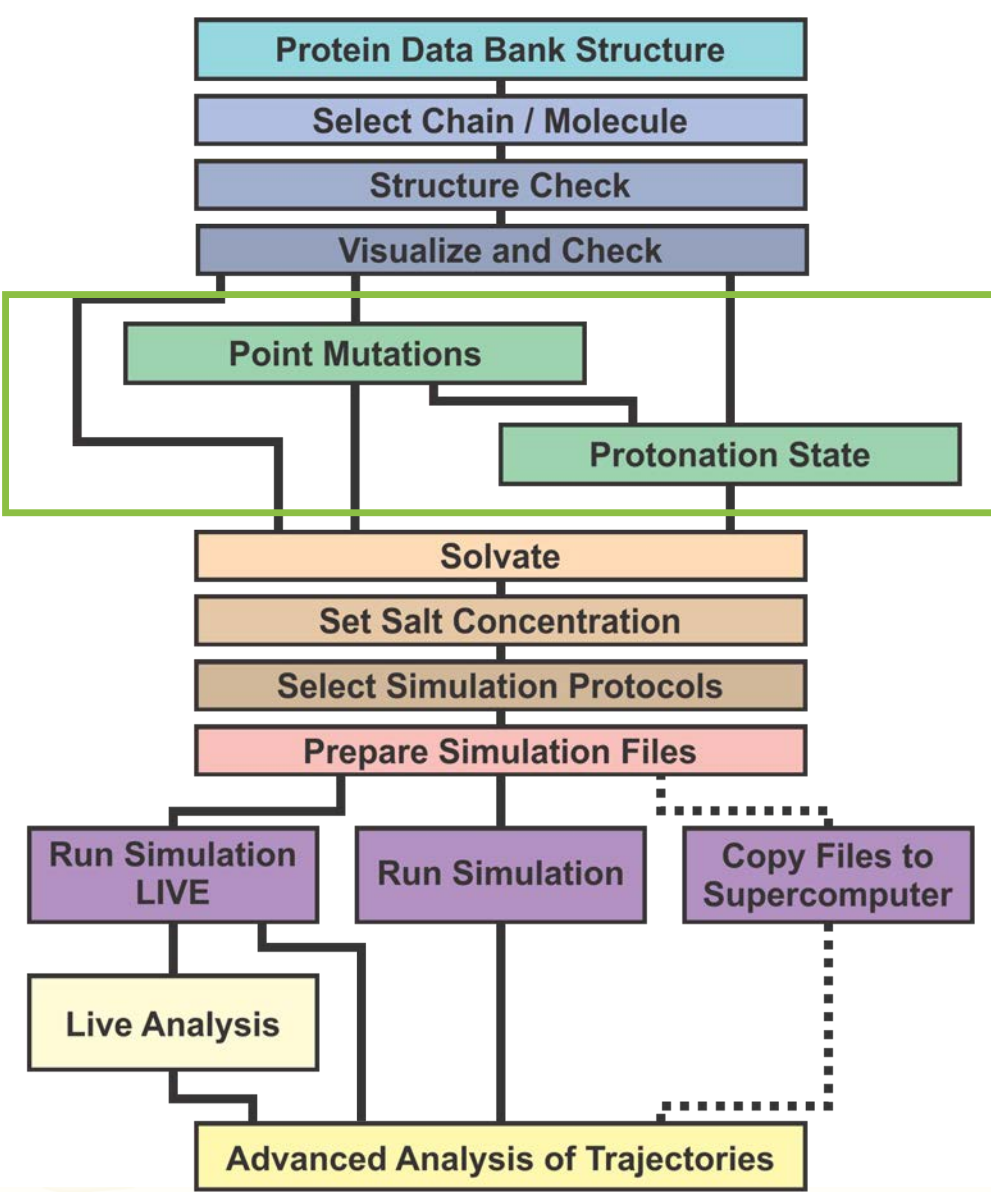 Protein Data Bank Structure
Select Chain / Molecule
Structure Check
Visualize and Check
Point Mutations
Protonation State
Solvate
Set Salt Concentration
Select Simulation Protocols
Prepare Simulation Files
Run Simulation
LIVE
Run Simulation
Copy Files to
Supercomputer
Live Analysis
Advanced Analysis of Trajectories